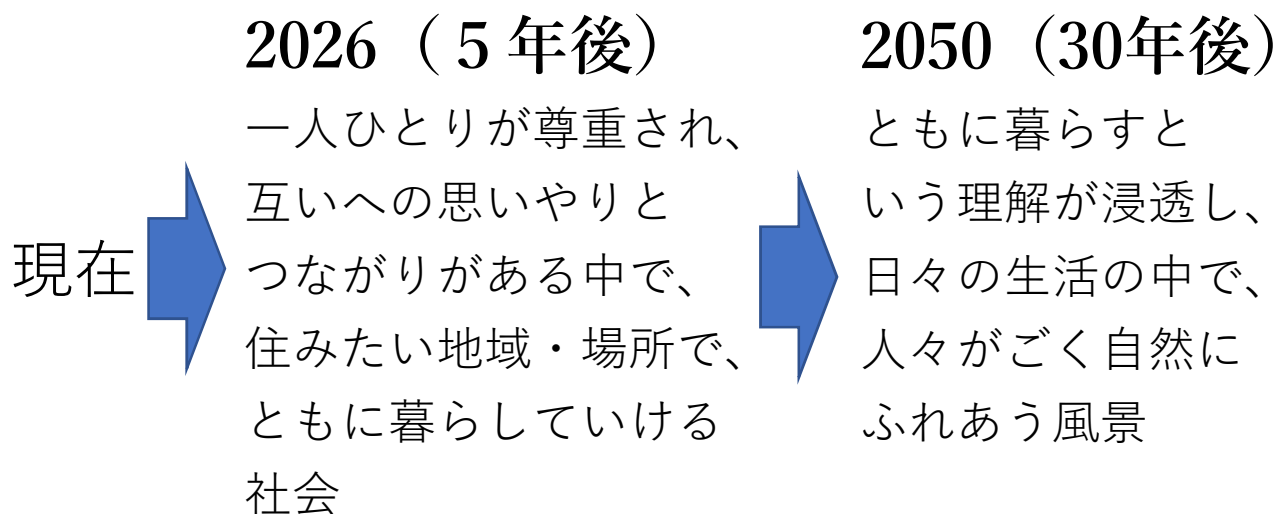 現在
2026（５年後）
一人ひとりが尊重され、
互いへの思いやりと
つながりがある中で、
住みたい地域・場所で、
ともに暮らしていける
社会
2050（30年後）
ともに暮らすと
いう理解が浸透し、
日々の生活の中で、
人々がごく自然に
ふれあう風景